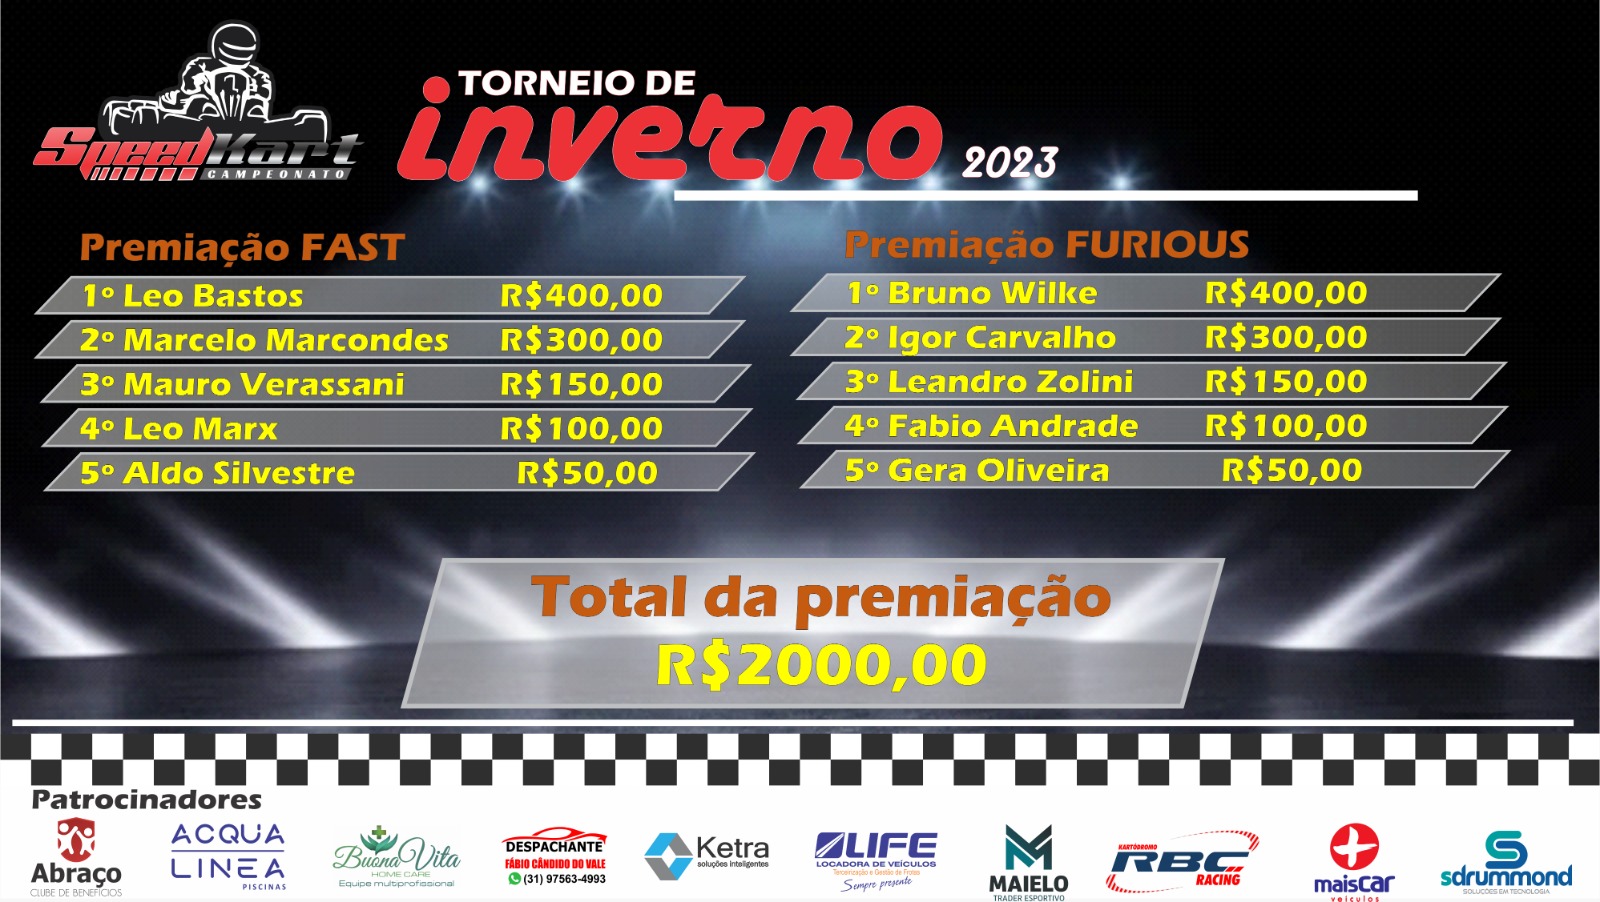 SpeedKart
CAMPEONATO
TORNEIO DE
inverno 2023
Premiação FAST
1º Leo Bastos R$400,00
2º Marcelo Marcondes R$300,00
3º Mauro Verassani R$150,00
4º Leo Marx R$100,00
5º Aldo Silvestre R$50,00
Premiação FURIOUS
1º Bruno Wilke R$400,00
2º Igor Carvalho R$300,00
3º Leandro Zolini R$150,00
4º Fabio Andrade R$100,00
5º Gera Oliveira R$50,00
Total da premiação
R$2000,00
Patrocinadores
Abraço
CLUBE DE BENEFÍCIOS
ACQUA
LINEA
PISCINAS
Buona Vita
HOME CARE
Equipe multiprofissional
DESPACHANTE
FÁBIO CÂNDIDO DO VALE
(31) 97563-4993
Ketra
soluções inteligentes
LIFE
LOCADORA DE VEÍCULOS
Terceirização e Gestão de Frotas
Sempre presente
MAIELO
TRADER ESPORTIVO
KARTÓDROMO
RBC
RACING
maisCar
veículos
sdrummond
SOLUÇÕES EM TECNOLOGIA